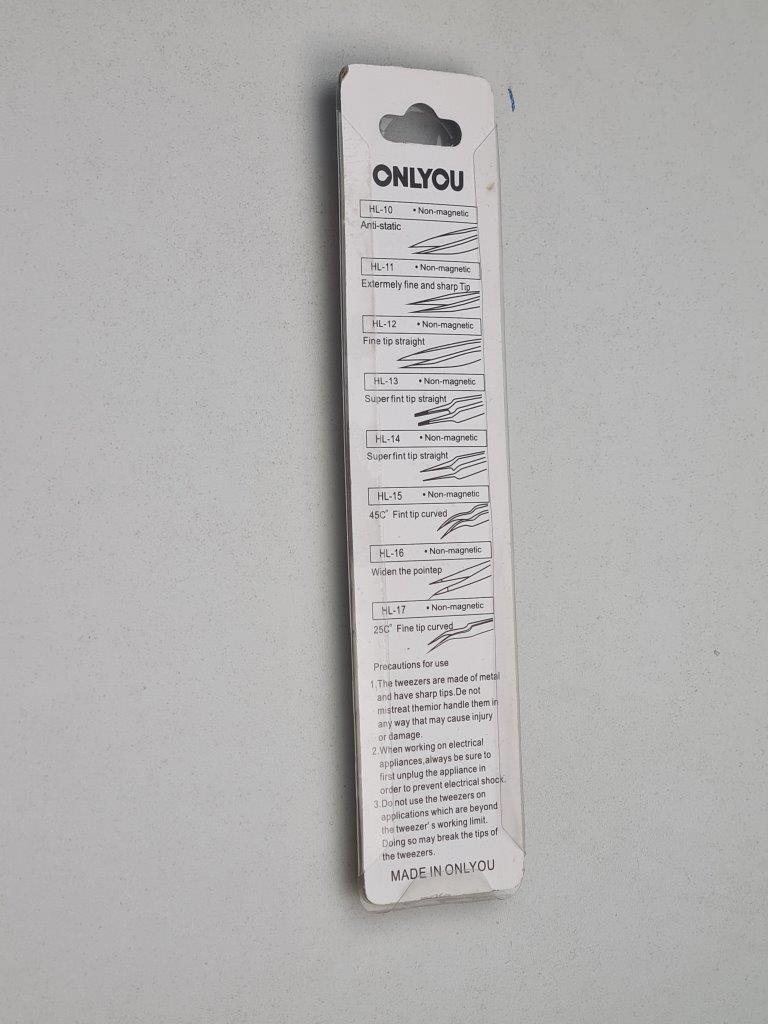 ONLYOU
HL-10 • Non-magnetic
Anti-static
HL-11 • Non-magnetic
Extermely fine and sharp Tip
HL-12 • Non-magnetic
Fine tip straight
HL-13 • Non-magnetic
Super fint tip straight
HL-14 • Non-magnetic
Super fint tip straight
HL-15 • Non-magnetic
45C° Fint tip curved
HL-16 • Non-magnetic
Widen the pointep
HL-17 • Non-magnetic
25C° Fine tip curved
Precautions for use
1.The tweezers are made of metal
and have sharp tips.Do not
mistreat themior handle them in
any way that may cause injury
or damage.
2.When working on electrical
appliances,always be sure to
first unplug the appliance in
order to prevent electrical shock.
3.Do not use the tweezers on
applications which are beyond
the tweezer's working limit.
Doing so may break the tips of
the tweezers.
MADE IN ONLYOU